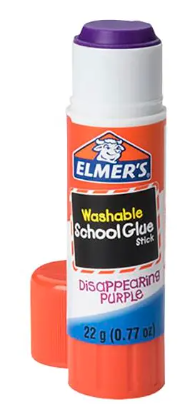 ELMER'S
Washable
School Glue
Stick
DISAPPEARING
PURPLE
22 g (0.77 oz)